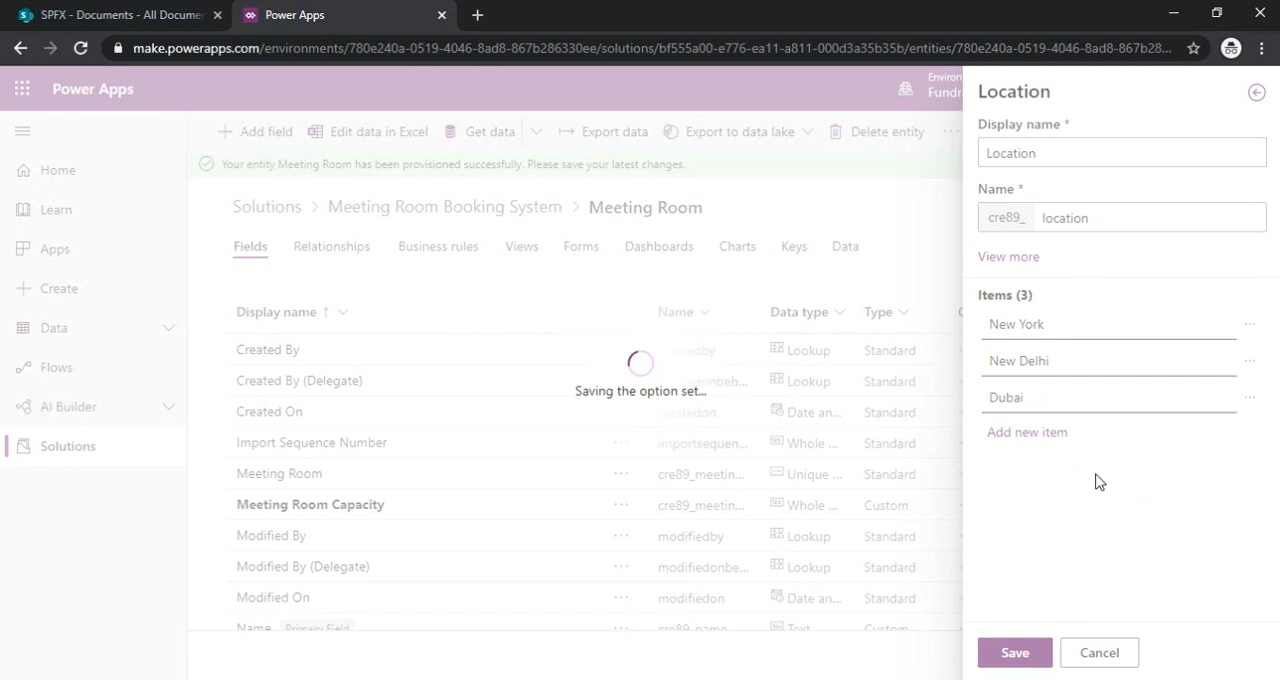 SPFX - Documents - All Docume
Power Apps
make.powerapps.com/environments/780e240a-0519-4046-8ad8-867b286330ee/solutions/bf555a00-e776-ea11-a811-000d3a35b35b/entities/780e240a-0519-4046-8ad8-867b28...
Power Apps
Environ
Fundr
Home
Learn
Apps
Create
Data
Flows
AI Builder
Solutions
Add field
Edit data in Excel
Get data
Export data
Export to data lake
Delete entity
Your entity Meeting Room has been provisioned successfully. Please save your latest changes.
Solutions > Meeting Room Booking System > Meeting Room
Fields Relationships Business rules Views Forms Dashboards Charts Keys Data
Display name ↑ Name Data type Type
Created By Lookup Standard
Created By (Delegate) Lookup Standard
Created On Date an... Standard
Import Sequence Number ... importsequen... Whole ... Standard
Meeting Room ... cre89_meetin... Unique ... Standard
Meeting Room Capacity ... cre89_meetin... Whole ... Custom
Modified By ... modifiedby Lookup Standard
Modified By (Delegate) ... modifiedonbe... Lookup Standard
Modified On ... modifiedon Date an... Standard
Name Primary Field ... cre89_name Text Custom
Saving the option set...
Location
Display name *
Location
Name *
cre89_ location
View more
Items (3)
New York ...
New Delhi ...
Dubai ...
Add new item
Save Cancel